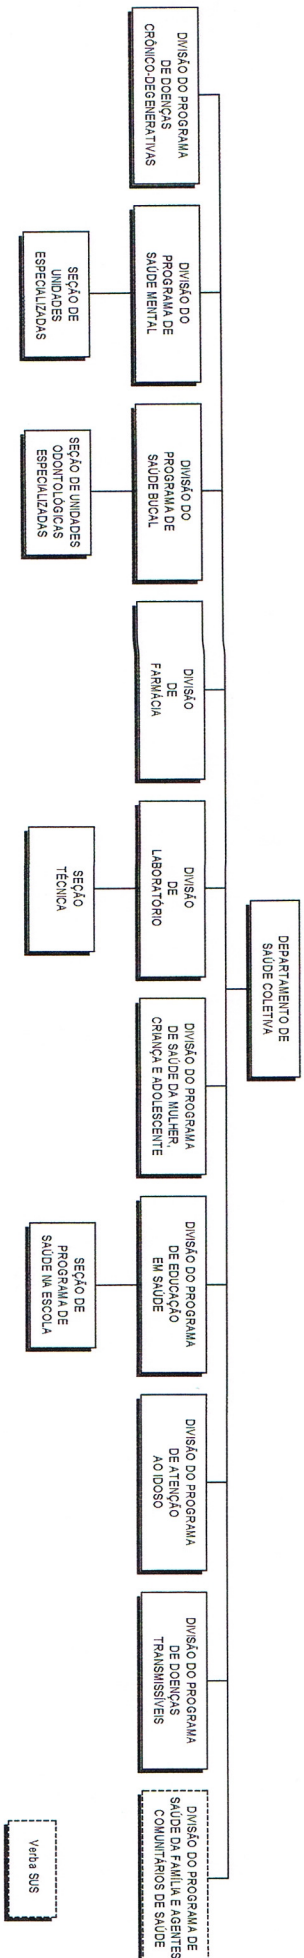 DEPARTAMENTO DE
SAÚDE COLETIVA
DIVISÃO DO PROGRAMA
DE DOENÇAS
CRÔNICO-DEGENERATIVAS
DIVISÃO DO
PROGRAMA DE
SAÚDE MENTAL
DIVISÃO DO
PROGRAMA DE
SAÚDE BUCAL
DIVISÃO
DE
FARMÁCIA
DIVISÃO
DE
LABORATÓRIO
DIVISÃO DO PROGRAMA
DE SAÚDE DA MULHER,
CRIANÇA E ADOLESCENTE
DIVISÃO DO PROGRAMA
DE EDUCAÇÃO
EM SAÚDE
DIVISÃO DO PROGRAMA
DE ATENÇÃO
AO IDOSO
DIVISÃO DO PROGRAMA
DE DOENÇAS
TRANSMISSÍVEIS
DIVISÃO DO PROGRAMA DE
SAÚDE DA FAMÍLIA E AGENTES
COMUNITÁRIOS DE SAÚDE
SEÇÃO DE
UNIDADES
ESPECIALIZADAS
SEÇÃO DE UNIDADES
ODONTOLÓGICAS
ESPECIALIZADAS
SEÇÃO
TÉCNICA
SEÇÃO DE
PROGRAMA DE
SAÚDE NA ESCOLA
Verba SUS